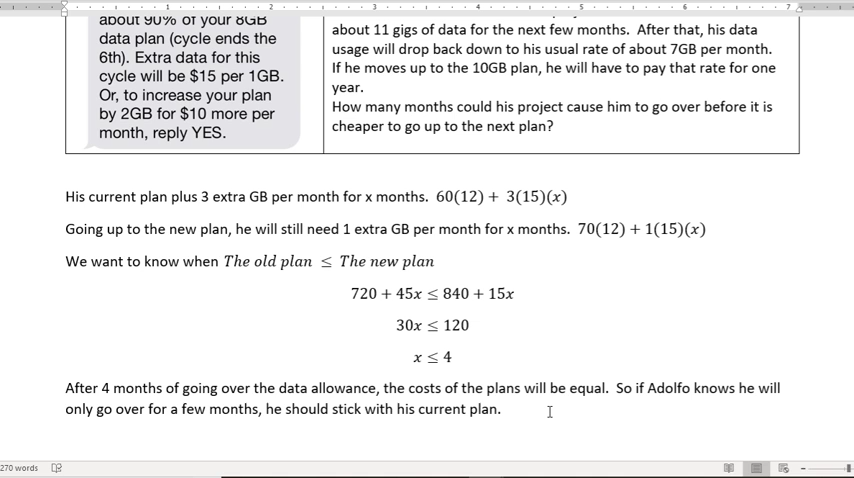 1 2 3 4 5 6 7
about 90% of your 8GB
data plan (cycle ends the
6th). Extra data for this
cycle will be $15 per 1GB.
Or, to increase your plan
by 2GB for $10 more per
month, reply YES.
about 11 gigs of data for the next few months. After that, his data
usage will drop back down to his usual rate of about 7GB per month.
If he moves up to the 10GB plan, he will have to pay that rate for one
year.
How many months could his project cause him to go over before it is
cheaper to go up to the next plan?
His current plan plus 3 extra GB per month for x months. 60(12) + 3(15)(x)
Going up to the new plan, he will still need 1 extra GB per month for x months. 70(12) + 1(15)(x)
We want to know when The old plan ≤ The new plan
720 + 45x ≤ 840 + 15x
30x ≤ 120
x ≤ 4
After 4 months of going over the data allowance, the costs of the plans will be equal. So if Adolfo knows he will
only go over for a few months, he should stick with his current plan.
270 words